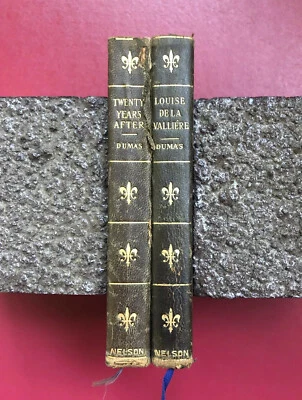 TWENTY
YEARS
AFTER
DUMAS
NELSON
LOUISE
DE LA
VALLIÈRE
DUMAS
NELSON